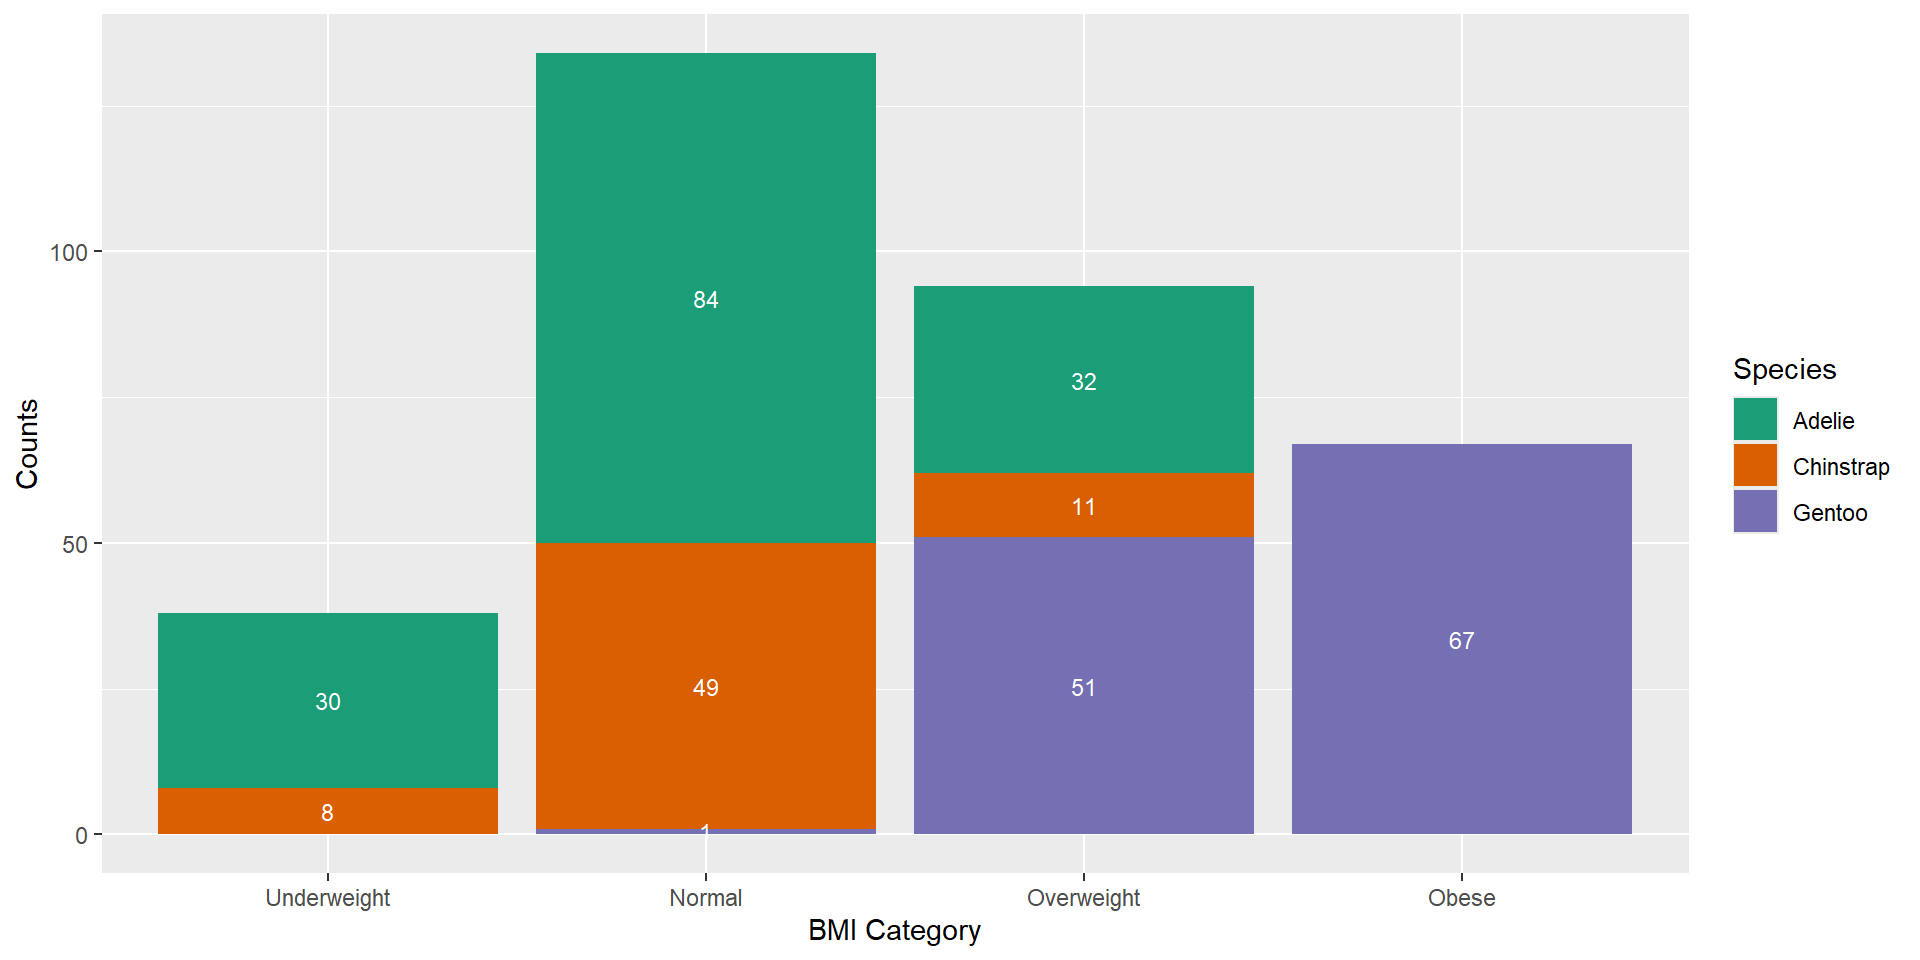 100
50
0
Counts
84
32
11
30
67
49
51
8
1
Underweight
Normal
Overweight
Obese
BMI Category
Species
Adelie
Chinstrap
Gentoo